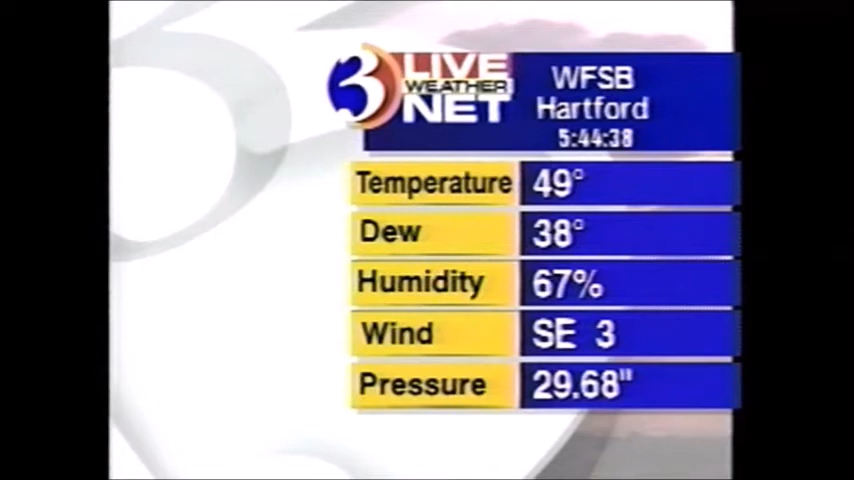 3 LIVE WEATHER NET
WFSB
Hartford
5:44:38
Temperature 49°
Dew 38°
Humidity 67%
Wind SE 3
Pressure 29.68"